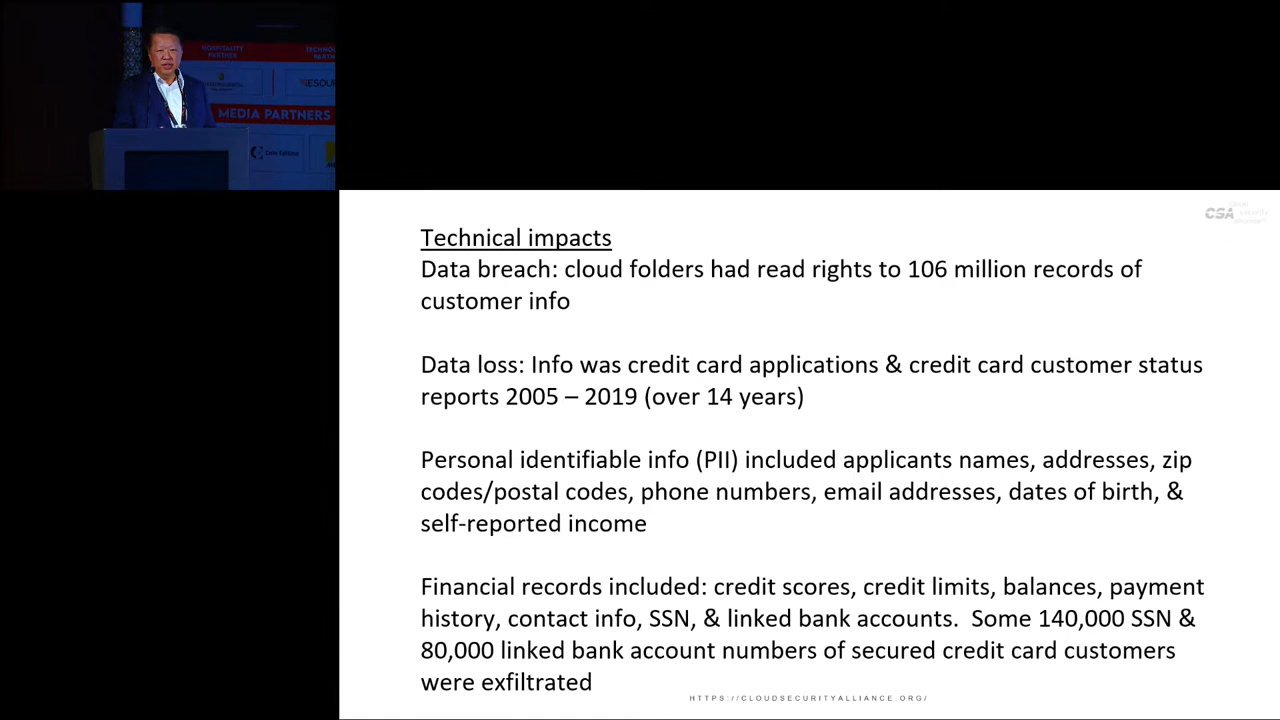 HOSPITALITY
PARTNER
MEDIA PARTNERS
CSA
Technical impacts
Data breach: cloud folders had read rights to 106 million records of
customer info
Data loss: Info was credit card applications & credit card customer status
reports 2005 – 2019 (over 14 years)
Personal identifiable info (PII) included applicants names, addresses, zip
codes/postal codes, phone numbers, email addresses, dates of birth, &
self-reported income
Financial records included: credit scores, credit limits, balances, payment
history, contact info, SSN, & linked bank accounts.  Some 140,000 SSN &
80,000 linked bank account numbers of secured credit card customers
were exfiltrated
HTTPS://CLOUDSECURITYALLIANCE.ORG/